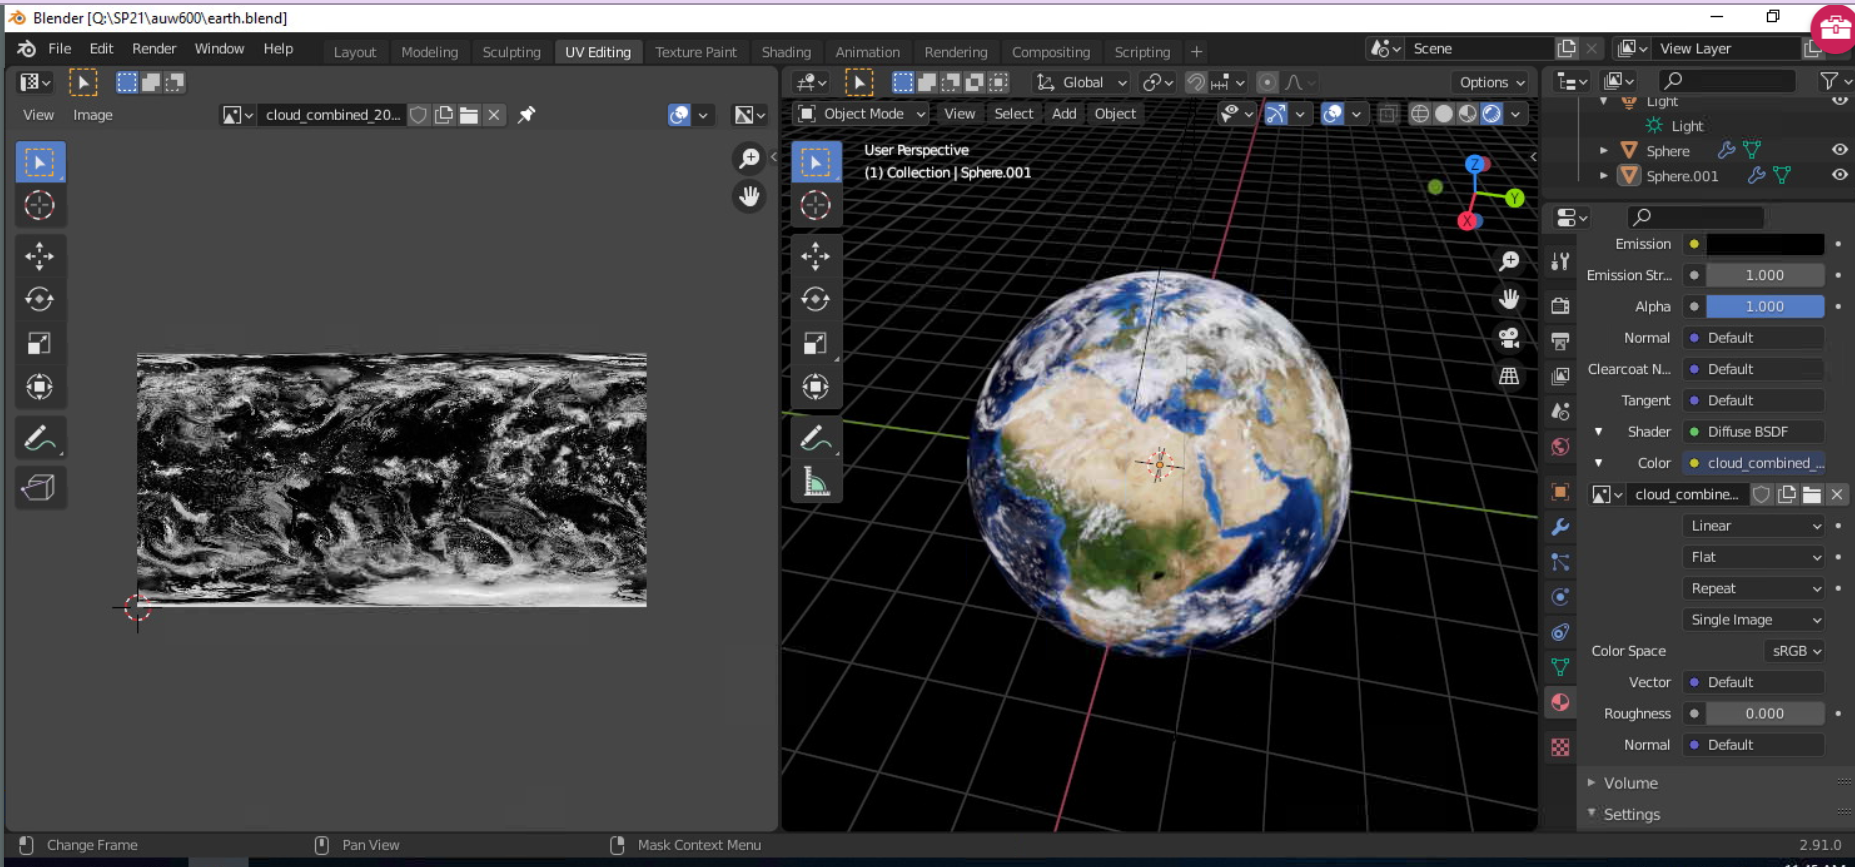 Blender [Q:\SP21\auw600\earth.blend]
File Edit Render Window Help Layout Modeling Sculpting UV Editing Texture Paint Shading Animation Rendering Compositing Scripting + Scene View Layer
Global Options
View Image cloud_combined_20... Object Mode View Select Add Object
Light
Light
Sphere
Sphere.001
User Perspective
(1) Collection | Sphere.001
Z
Y
X
Emission
Emission Str... 1.000
Alpha 1.000
Normal Default
Clearcoat N... Default
Tangent Default
Shader Diffuse BSDF
Color cloud_combined_...
cloud_combine...
Linear
Flat
Repeat
Single Image
Color Space sRGB
Vector Default
Roughness 0.000
Normal Default
Volume
Settings
Change Frame Pan View Mask Context Menu 2.91.0